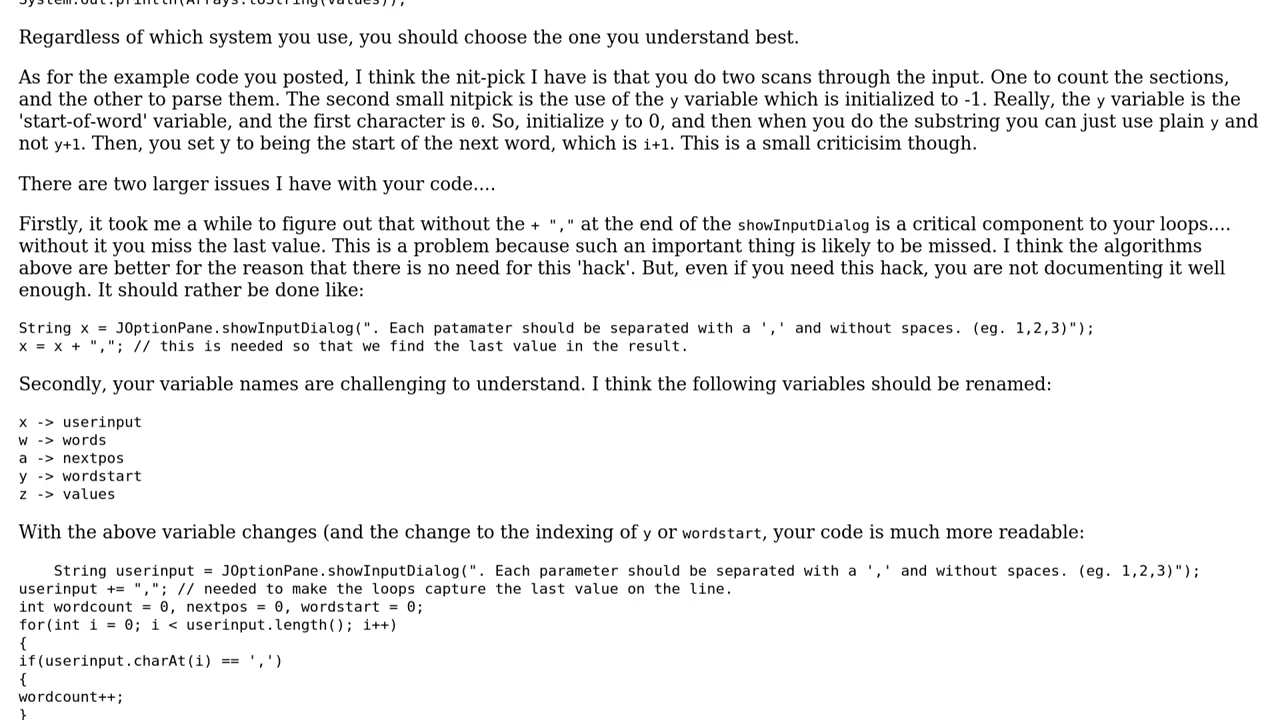 System.out.println(Arrays.toString(values));
Regardless of which system you use, you should choose the one you understand best.
As for the example code you posted, I think the nit-pick I have is that you do two scans through the input. One to count the sections,
and the other to parse them. The second small nitpick is the use of the y variable which is initialized to -1. Really, the y variable is the
'start-of-word' variable, and the first character is 0. So, initialize y to 0, and then when you do the substring you can just use plain y and
not y+1. Then, you set y to being the start of the next word, which is i+1. This is a small criticisim though.
There are two larger issues I have with your code....
Firstly, it took me a while to figure out that without the + "," at the end of the showInputDialog is a critical component to your loops....
without it you miss the last value. This is a problem because such an important thing is likely to be missed. I think the algorithms
above are better for the reason that there is no need for this 'hack'. But, even if you need this hack, you are not documenting it well
enough. It should rather be done like:
String x = JOptionPane.showInputDialog(". Each patamater should be separated with a ',' and without spaces. (eg. 1,2,3)");
x = x + ","; // this is needed so that we find the last value in the result.
Secondly, your variable names are challenging to understand. I think the following variables should be renamed:
x -> userinput
w -> words
a -> nextpos
y -> wordstart
z -> values
With the above variable changes (and the change to the indexing of y or wordstart, your code is much more readable:
String userinput = JOptionPane.showInputDialog(". Each parameter should be separated with a ',' and without spaces. (eg. 1,2,3)");
userinput += ","; // needed to make the loops capture the last value on the line.
int wordcount = 0, nextpos = 0, wordstart = 0;
for(int i = 0; i < userinput.length(); i++)
{
if(userinput.charAt(i) == ',')
{
wordcount++;
}